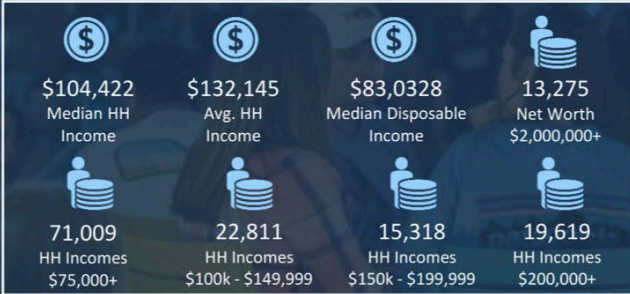 $104,422
Median HH
Income
$132,145
Avg. HH
Income
$83,0328
Median Disposable
Income
13,275
Net Worth
$2,000,000+
71,009
HH Incomes
$75,000+
22,811
HH Incomes
$100k - $149,999
15,318
HH Incomes
$150k - $199,999
19,619
HH Incomes
$200,000+